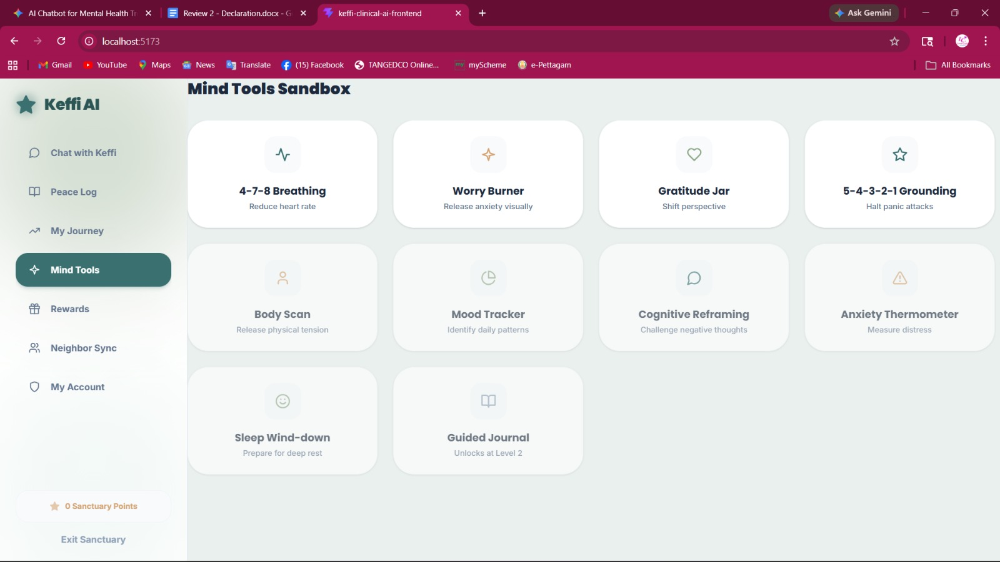 AI Chatbot for Mental Health Tr
Review 2 - Declaration.docx - G
keffi-clinical-ai-frontend
Ask Gemini
localhost:5173
Gmail
YouTube
Maps
News
Translate
(15) Facebook
TANGEDCO Online...
my
myScheme
e-Pettagam
All Bookmarks
Keffi AI
Chat with Keffi
Peace Log
My Journey
Mind Tools
Rewards
Neighbor Sync
My Account
0 Sanctuary Points
Exit Sanctuary
Mind Tools Sandbox
4-7-8 Breathing
Reduce heart rate
Worry Burner
Release anxiety visually
Gratitude Jar
Shift perspective
5-4-3-2-1 Grounding
Halt panic attacks
Body Scan
Release physical tension
Mood Tracker
Identify daily patterns
Cognitive Reframing
Challenge negative thoughts
Anxiety Thermometer
Measure distress
Sleep Wind-down
Prepare for deep rest
Guided Journal
Unlocks at Level 2